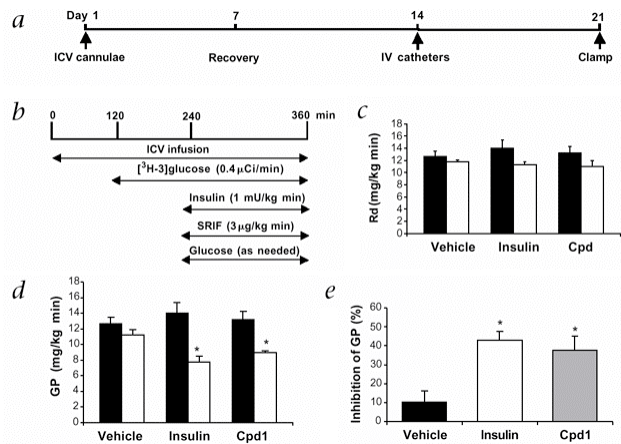 a
Day 1 7 14 21
ICV cannulae Recovery IV catheters Clamp
b
0 120 240 360 min
ICV infusion
[³H-3]glucose (0.4 µCi/min)
Insulin (1 mU/kg min)
SRIF (3 µg/kg min)
Glucose (as needed)
c
Rd (mg/kg min)
16
14
12
10
8
6
4
2
0
Vehicle Insulin Cpd
d
GP (mg/kg min)
18
16
14
12
10
8
6
4
2
0
* *
Vehicle Insulin Cpd1
e
Inhibition of GP (%)
60
50
40
30
20
10
0
* *
Vehicle Insulin Cpd1